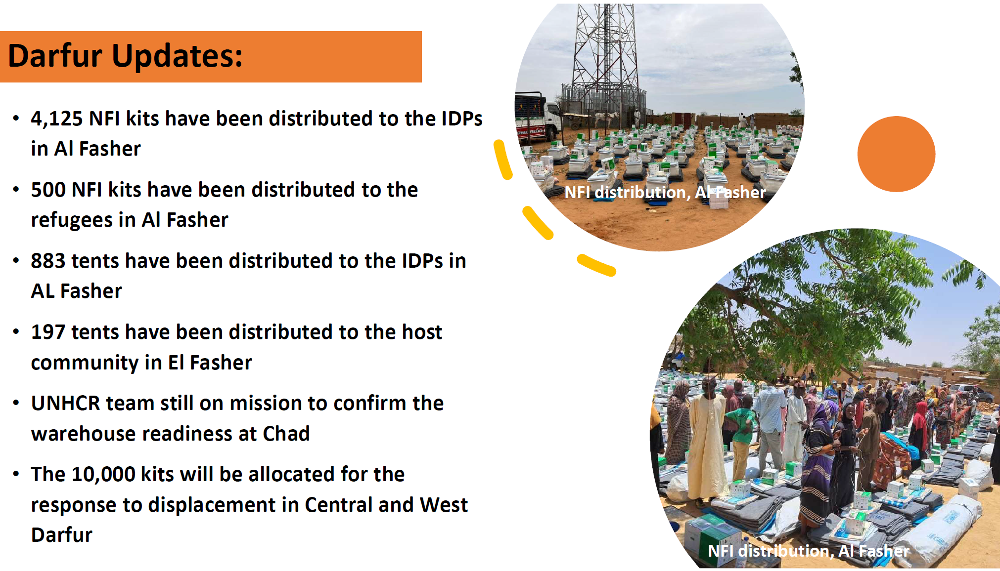 Darfur Updates:
• 4,125 NFI kits have been distributed to the IDPs
in Al Fasher
• 500 NFI kits have been distributed to the
refugees in Al Fasher
• 883 tents have been distributed to the IDPs in
AL Fasher
• 197 tents have been distributed to the host
community in El Fasher
• UNHCR team still on mission to confirm the
warehouse readiness at Chad
• The 10,000 kits will be allocated for the
response to displacement in Central and West
Darfur
NFI distribution, Al Fasher
NFI distribution, Al Fasher